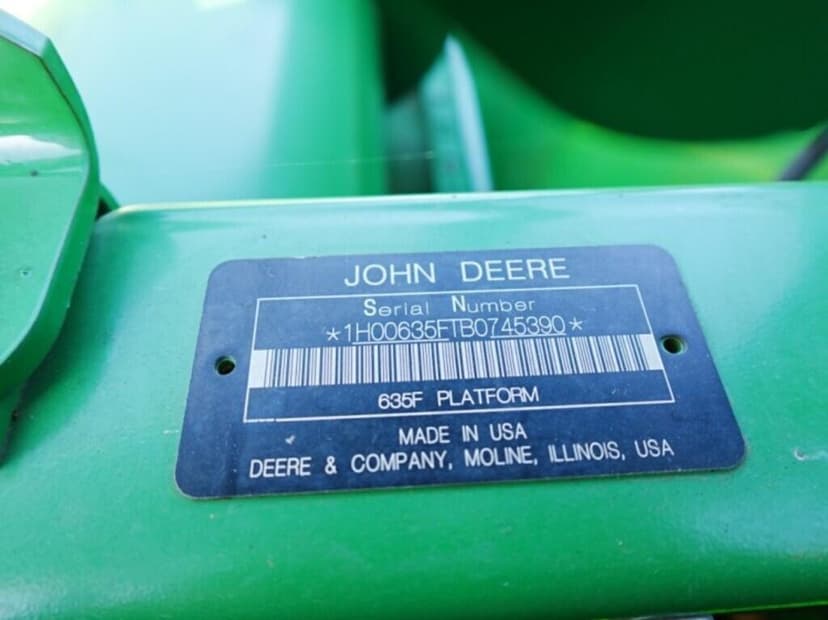 JOHN DEERE
Serial Number
*1H00635FTB0745390*
635F PLATFORM
MADE IN USA
DEERE & COMPANY, MOLINE, ILLINOIS, USA